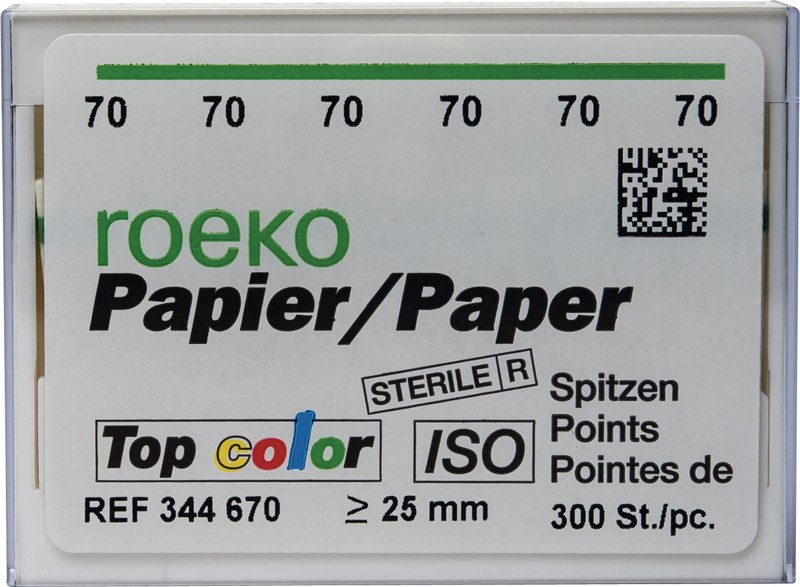 70 70 70 70 70 70
roeko
Papier/Paper
STERILE R
Spitzen
Points
Pointes de
Top color
ISO
REF 344 670
≥ 25 mm
300 St./pc.